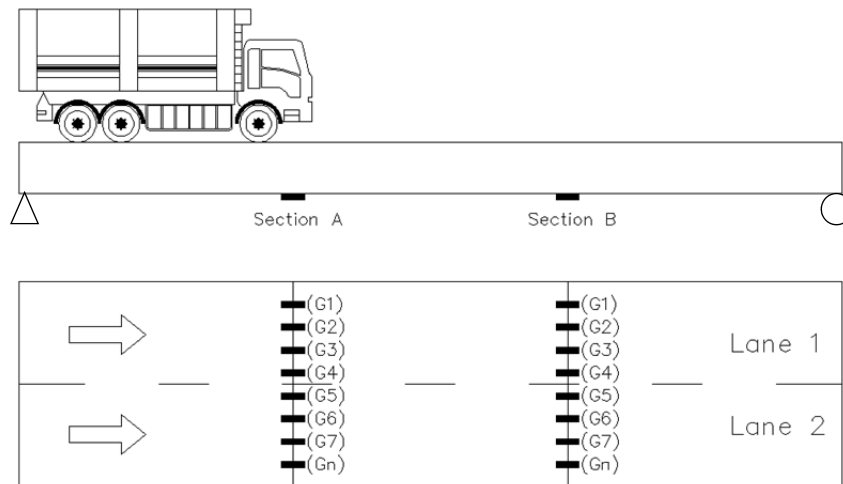 Section A
Section B
(G1)
(G1)
(G2)
(G2)
(G3)
(G3)
Lane 1
(G4)
(G4)
(G5)
(G5)
(G6)
(G6)
Lane 2
(G7)
(G7)
(Gn)
(Gn)